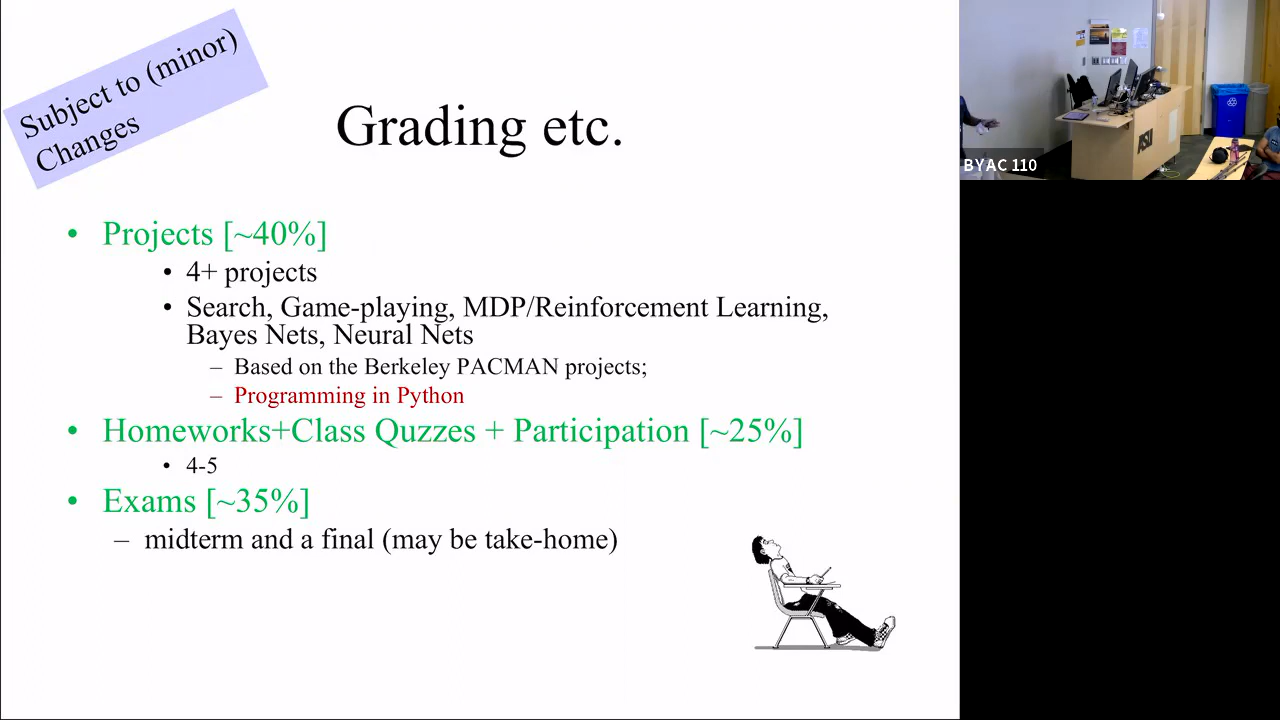 Subject to (minor)
Changes
Grading etc.
• Projects [~40%]
• 4+ projects
• Search, Game-playing, MDP/Reinforcement Learning,
Bayes Nets, Neural Nets
– Based on the Berkeley PACMAN projects;
– Programming in Python
• Homeworks+Class Quzzes + Participation [~25%]
• 4-5
• Exams [~35%]
– midterm and a final (may be take-home)
BYAC 110
ASU